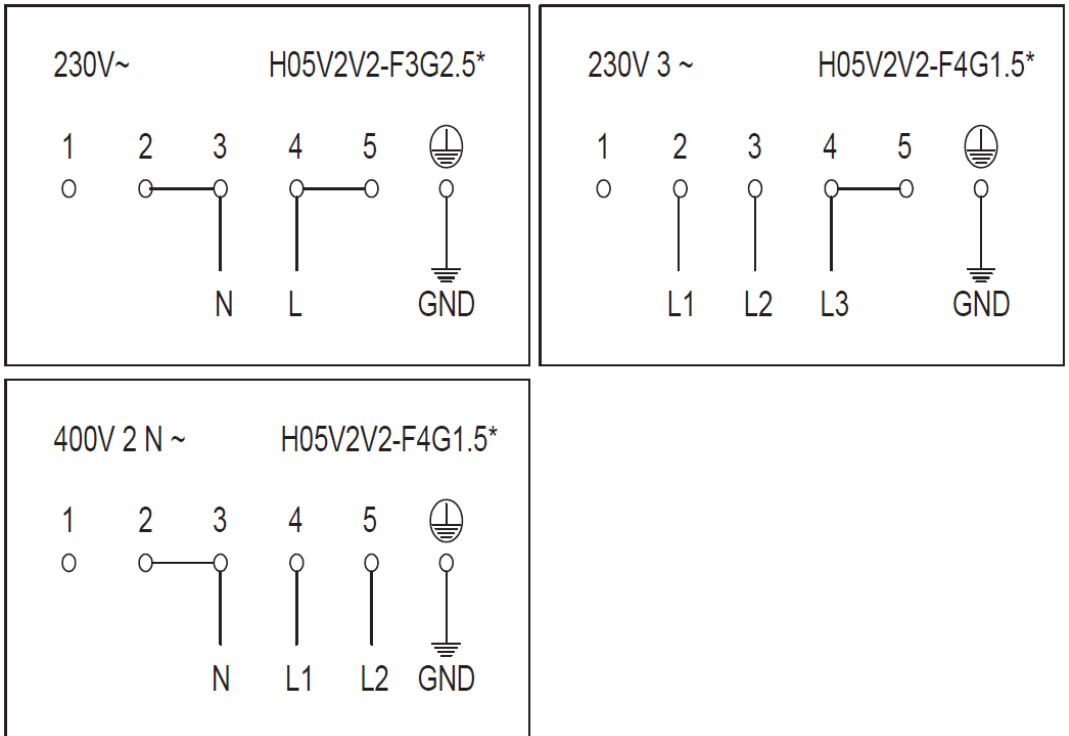 230V~ H05V2V2-F3G2.5*
1 2 3 4 5
N L GND
230V 3 ~ H05V2V2-F4G1.5*
1 2 3 4 5
L1 L2 L3 GND
400V 2 N ~ H05V2V2-F4G1.5*
1 2 3 4 5
N L1 L2 GND